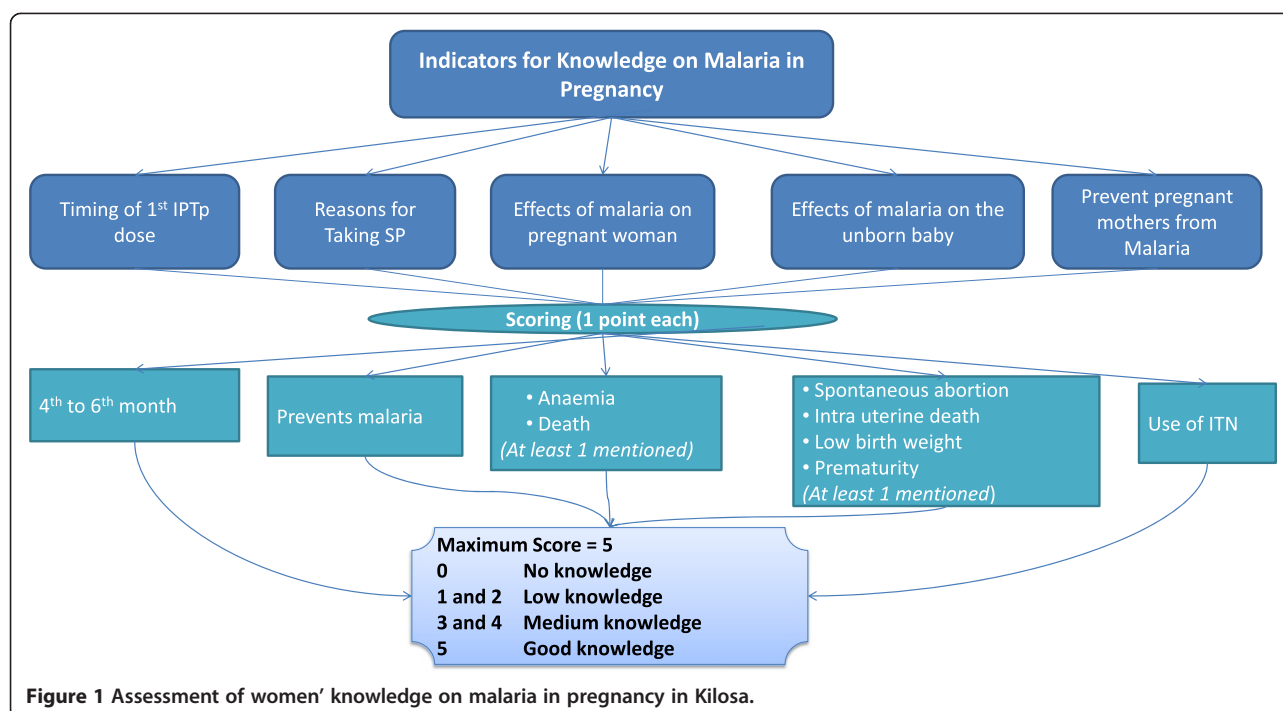 Indicators for Knowledge on Malaria in
Pregnancy
Timing of 1st IPTp
dose
Reasons for
Taking SP
Effects of malaria on
pregnant woman
Effects of malaria on the
unborn baby
Prevent pregnant
mothers from
Malaria
Scoring (1 point each)
4th to 6th month
Prevents malaria
• Anaemia
• Death
(At least 1 mentioned)
• Spontaneous abortion
• Intra uterine death
• Low birth weight
• Prematurity
(At least 1 mentioned)
Use of ITN
Maximum Score = 5
0 No knowledge
1 and 2 Low knowledge
3 and 4 Medium knowledge
5 Good knowledge
Figure 1 Assessment of women' knowledge on malaria in pregnancy in Kilosa.